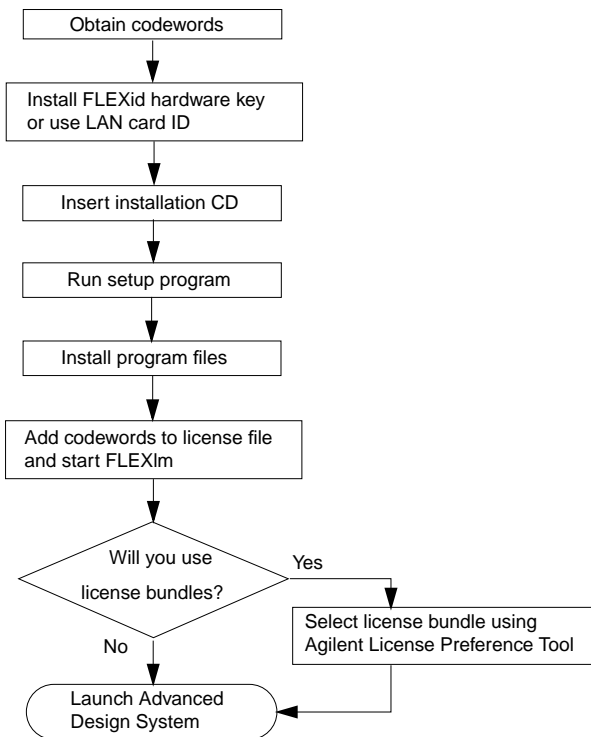 Obtain codewords
Install FLEXid hardware key
or use LAN card ID
Insert installation CD
Run setup program
Install program files
Add codewords to license file
and start FLEXlm
Will you use
license bundles?
Yes
Select license bundle using
Agilent License Preference Tool
No
Launch Advanced
Design System